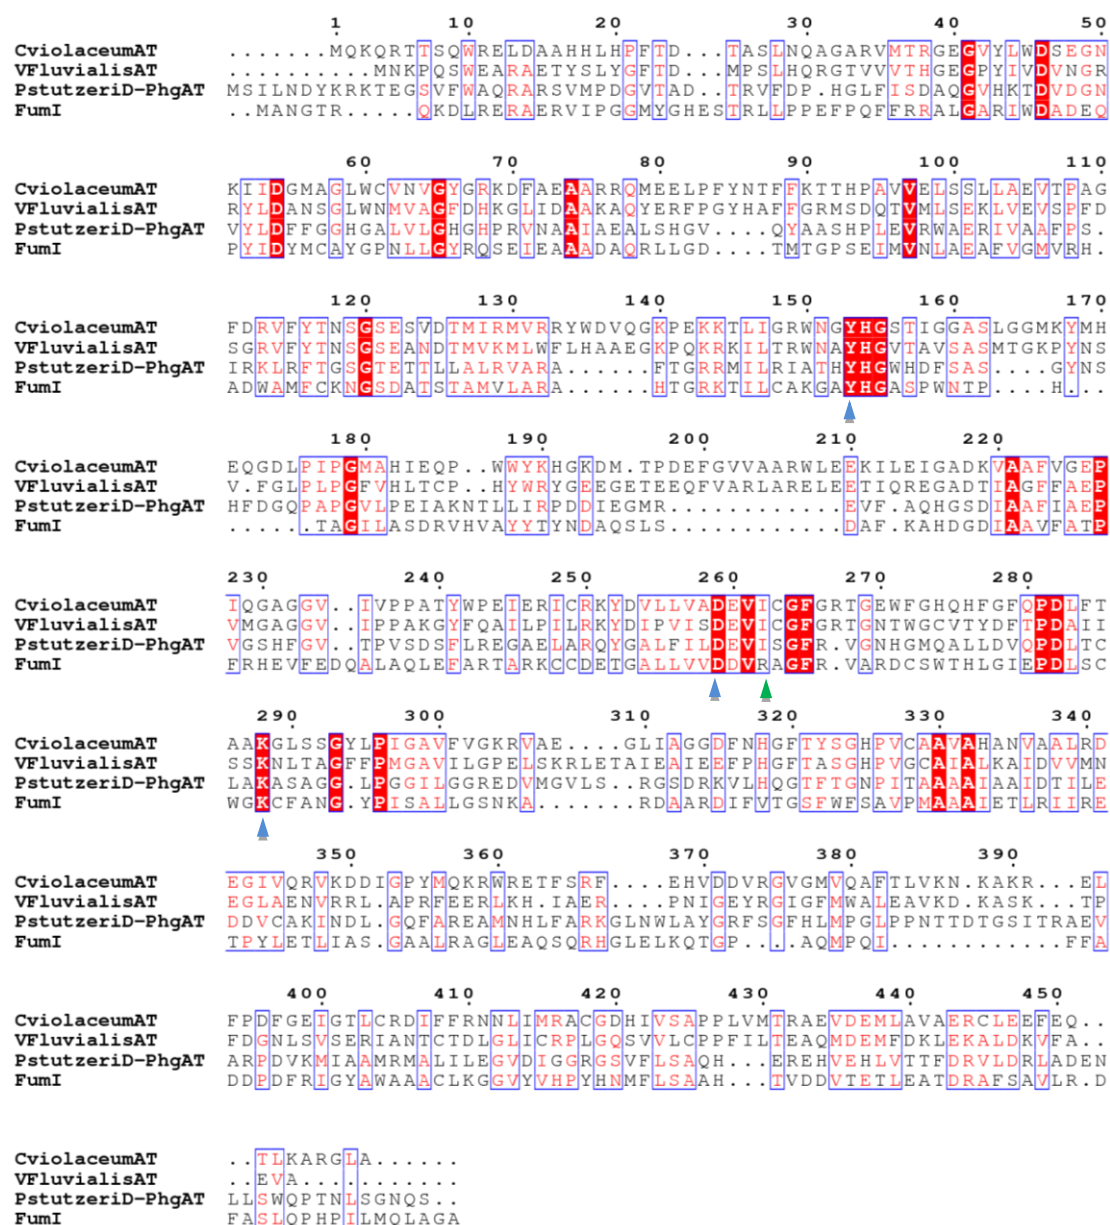 1 10 20 30 40 50
CviolaceumAT .......MQKQRTTSQWRELDAAHHLHPFTD...TASLNQAGARVMTRGEGVYLWDSEGN
VFluvialisAT ..........MNKPQSWEARAETYSLYGFTD...MPSLHQRGTVVVTHGEGPYIVDVNGR
PstutzeriD-PhgAT MSILNDYKRKTEGSVFWAQRARSVMPDGVTAD..TRVFDP.HGLFISDAQGVHKTDVDGN
FumI ..MANGTR.....QKDLRERAERVIPGGMYGHESTRLLPPEFPQFFRRALGARIWDADEQ
60 70 80 90 100 110
CviolaceumAT KIIDGMAGLWCVNVGYGRKDFAEAARRQMEELPFYNTFFKTTHPAVVELSSLLAEVTPAG
VFluvialisAT RYLDANSGLWNMVAGFDHKGLIDAAKAQYERFPGYHAFFGRMSDQTVMLSEKLVEVSPFD
PstutzeriD-PhgAT VYLDFFGGHGALVLGHGHPRVNAAIAEALSHGV....QYAASHPLEVRWAERIVAAFPS.
FumI PYIDYMCAYGPNLLGYRQSEIEAAADAQRLLGD....TMTGPSEIMVNLAEAFVGMVRH.
120 130 140 150 160 170
CviolaceumAT FDRVFYTNSGSESVDTMIRMVRRYWDVQGKPEKKTLIGRWNGYHGSTIGGASLGGMKYMH
VFluvialisAT SGRVFYTNSGSEANDTMVKMLWFLHAAEGKPQKRKILTRWNAYHGVTAVSASMTGKPYNS
PstutzeriD-PhgAT IRKLRFTGSGTETTLLALRVARA......FTGRRMILRIATHYHGWHDFSAS....GYNS
FumI ADWAMFCKNGSDATSTAMVLARA......HTGRKTILCAKGAYHGASPWNTP....H..
180 190 200 210 220
CviolaceumAT EQGDLPIPGMAHIEQP..WWYKHGKDM.TPDEFGVVAARWLEEKILEIGADKVAAFVGEP
VFluvialisAT V.FGLPLPGFVHLTCP..HYWRYGEEGETEEQFVARLARELEETIQREGADTIAGFFAEP
PstutzeriD-PhgAT HFDGQPAPGVLPEIAKNTLLIRPDDIEGMR...........EVF.AQHGSDIAAFIAEP
FumI ......TAGILASDRVHVAYYTYNDAQSLS...........DAF.KAHDGDIAAVFATP
230 240 250 260 270 280
CviolaceumAT IQGAGGV..IVPPATYWPEIERICRKYDVLLVADEVICGFGRTGEWFGHQHFGFQPDLFT
VFluvialisAT VMGAGGV..IPPAKGYFQAILPILRKYDIPVISDEVICGFGRTGNTWGCVTYDFTPDAII
PstutzeriD-PhgAT VGSHFGV..TPVSDSFLREGAELARQYGALFILDEVISGFR.VGNHGMQALLDVQPDLTC
FumI FRHEVFEDQALAQLEFARTARKCCDETGALLVVDDVRAGFR.VARDCSWTHLGIEPDLSC
290 300 310 320 330 340
CviolaceumAT AAKGLSSGYLPIGAVFVGKRVAE....GLIAGGDFNHGFTYSGHPVCAAVAHANVAALRD
VFluvialisAT SSKNLTAGFFPMGAVILGPELSKRLETAIEAIEEFPHGFTASGHPVGCAIALKAIDVVMN
PstutzeriD-PhgAT LAKASAGG.LPGGILGGREDVMGVLS..RGSDRKVLHQGTFTGNPITAAAAIAAIDTILE
FumI WGKCFANG.YPISALLGSNKA.......RDAARDIFVTGSFWFSAVPMAAAIETLRIIRE
350 360 370 380 390
CviolaceumAT EGIVQRVKDDIGPYMQKRWRETFSRF....EHVDDVRGVGMVQAFTLVKN.KAKR...EL
VFluvialisAT EGLAENVRRL.APRFEERLKH.IAER....PNIGEYRGIGFMWALEAVKD.KASK...TP
PstutzeriD-PhgAT DDVCAKINDL.GQFAREAMNHLFARKGLNWLAYGRFSGFHLMPGLPPNTTDTGSITRAEV
FumI TPYLETLIAS.GAALRAGLEAQSQRHGLELKQTGP....AQMPQI............FFA
400 410 420 430 440 450
CviolaceumAT FPDFGEIGTLCRDIFFRNNLIMRACGDHIVSAPPLVMTRAEVDEMLAVAERCLEEFEQ..
VFluvialisAT FDGNLSVSERIANTCTDLGLICRPLGQSVVLCPPFILTEAQMDEMFDKLEKALDKVFA..
PstutzeriD-PhgAT ARPDVKMIAAMRMALILEGVDIGGRGSVFLSAQH...EREHVEHLVTTFDRVLDRLADEN
FumI DDPDFRIGYAWAAACLKGGVYVHPYHNMFLSAAH...TVDDVTETLEATDRAFSAVLR.D
CviolaceumAT ..TLKARGLA......
VFluvialisAT ..EVA...........
PstutzeriD-PhgAT LLSWQPTNLSGNQS..
FumI FASLQPHPILMQLAGA